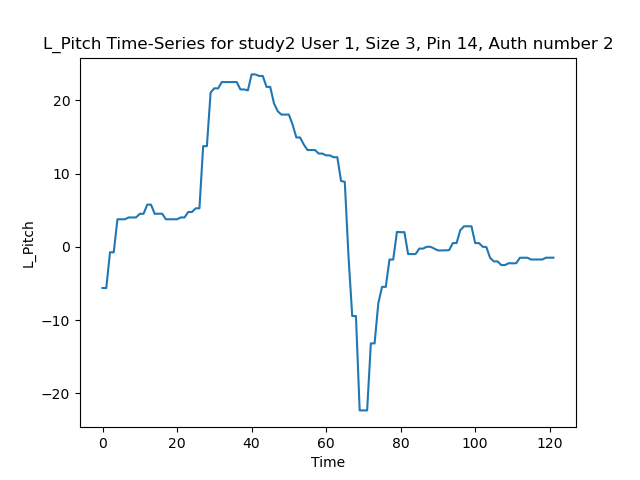 L_Pitch Time-Series for study2 User 1, Size 3, Pin 14, Auth number 2
20
10
0
−10
−20
L_Pitch
0 20 40 60 80 100 120
Time